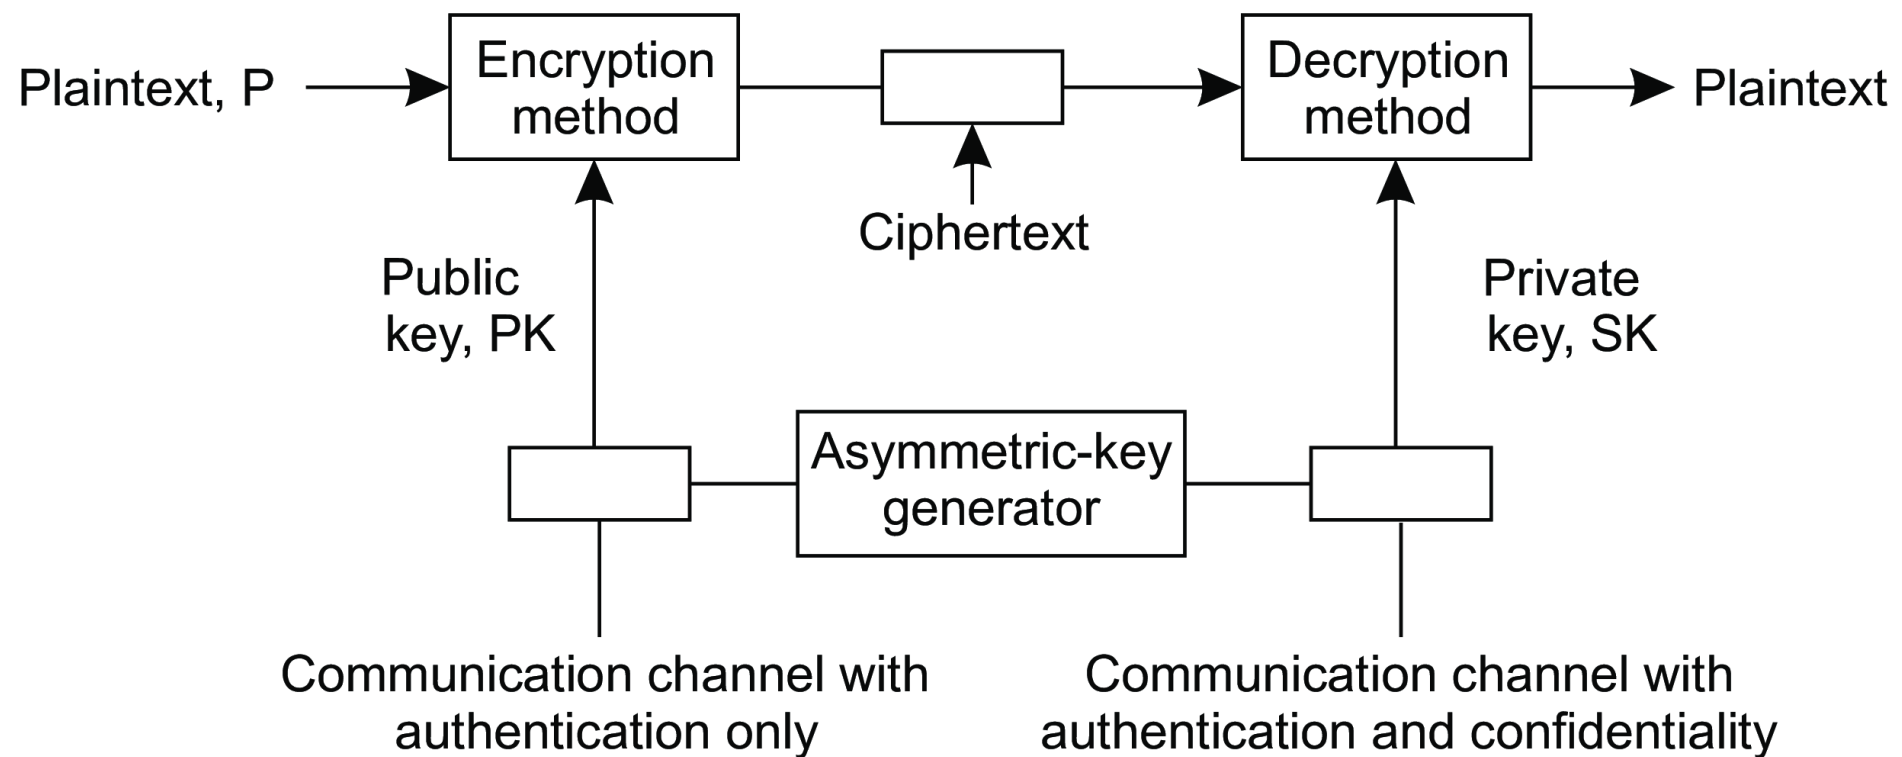 Plaintext, P
Encryption
method
Decryption
method
Plaintext
Ciphertext
Public
key, PK
Private
key, SK
Asymmetric-key
generator
Communication channel with
authentication only
Communication channel with
authentication and confidentiality